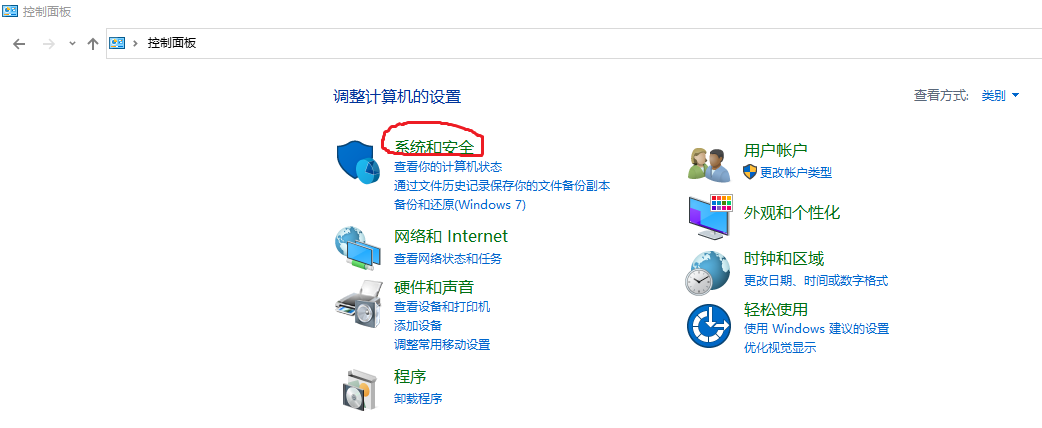 控制面板
控制面板
调整计算机的设置
查看方式: 类别
系统和安全
查看你的计算机状态
通过文件历史记录保存你的文件备份副本
备份和还原(Windows 7)
网络和 Internet
查看网络状态和任务
硬件和声音
查看设备和打印机
添加设备
调整常用移动设置
程序
卸载程序
用户帐户
更改帐户类型
外观和个性化
时钟和区域
更改日期、时间或数字格式
轻松使用
使用 Windows 建议的设置
优化视觉显示